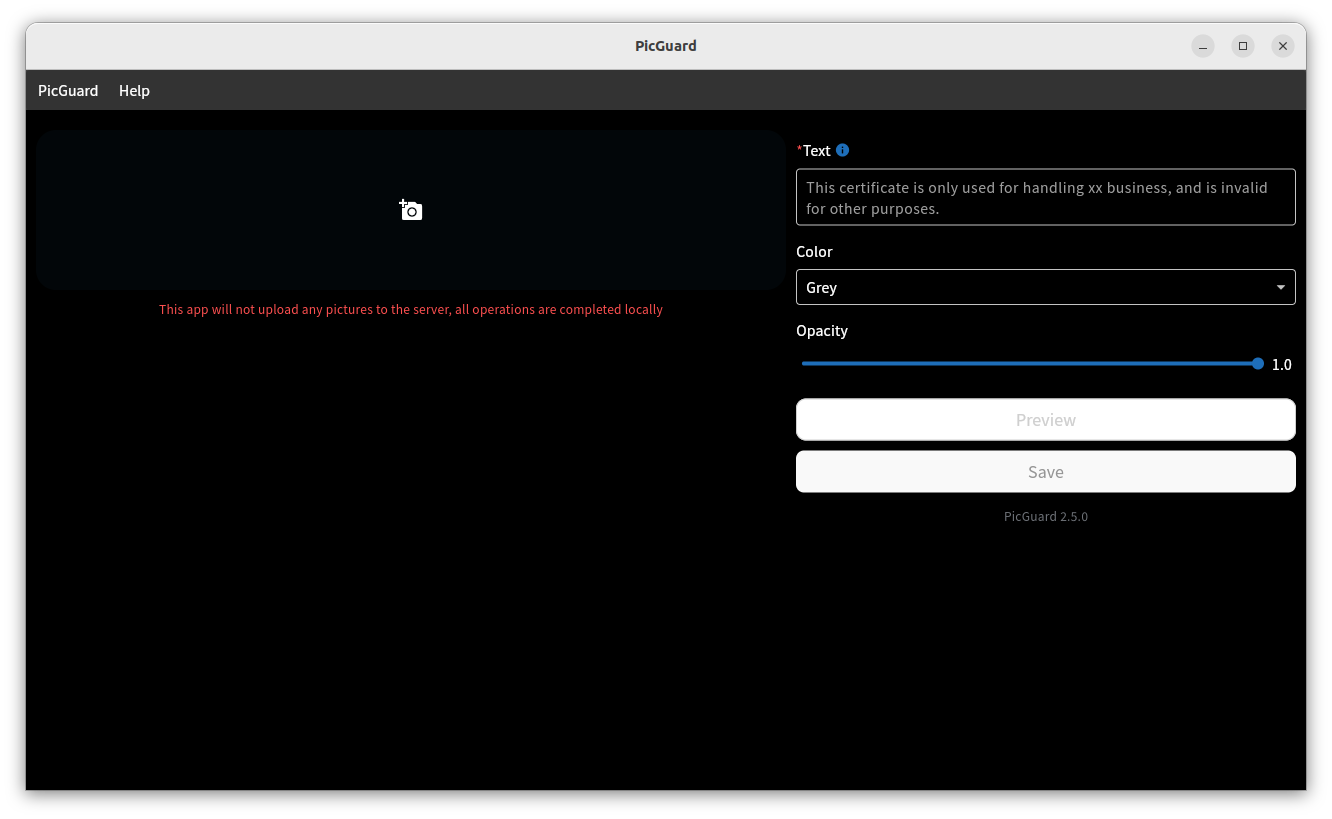 PicGuard
PicGuard Help
This app will not upload any pictures to the server, all operations are completed locally
*Text
This certificate is only used for handling xx business, and is invalid
for other purposes.
Color
Grey
Opacity
1.0
Preview
Save
PicGuard 2.5.0